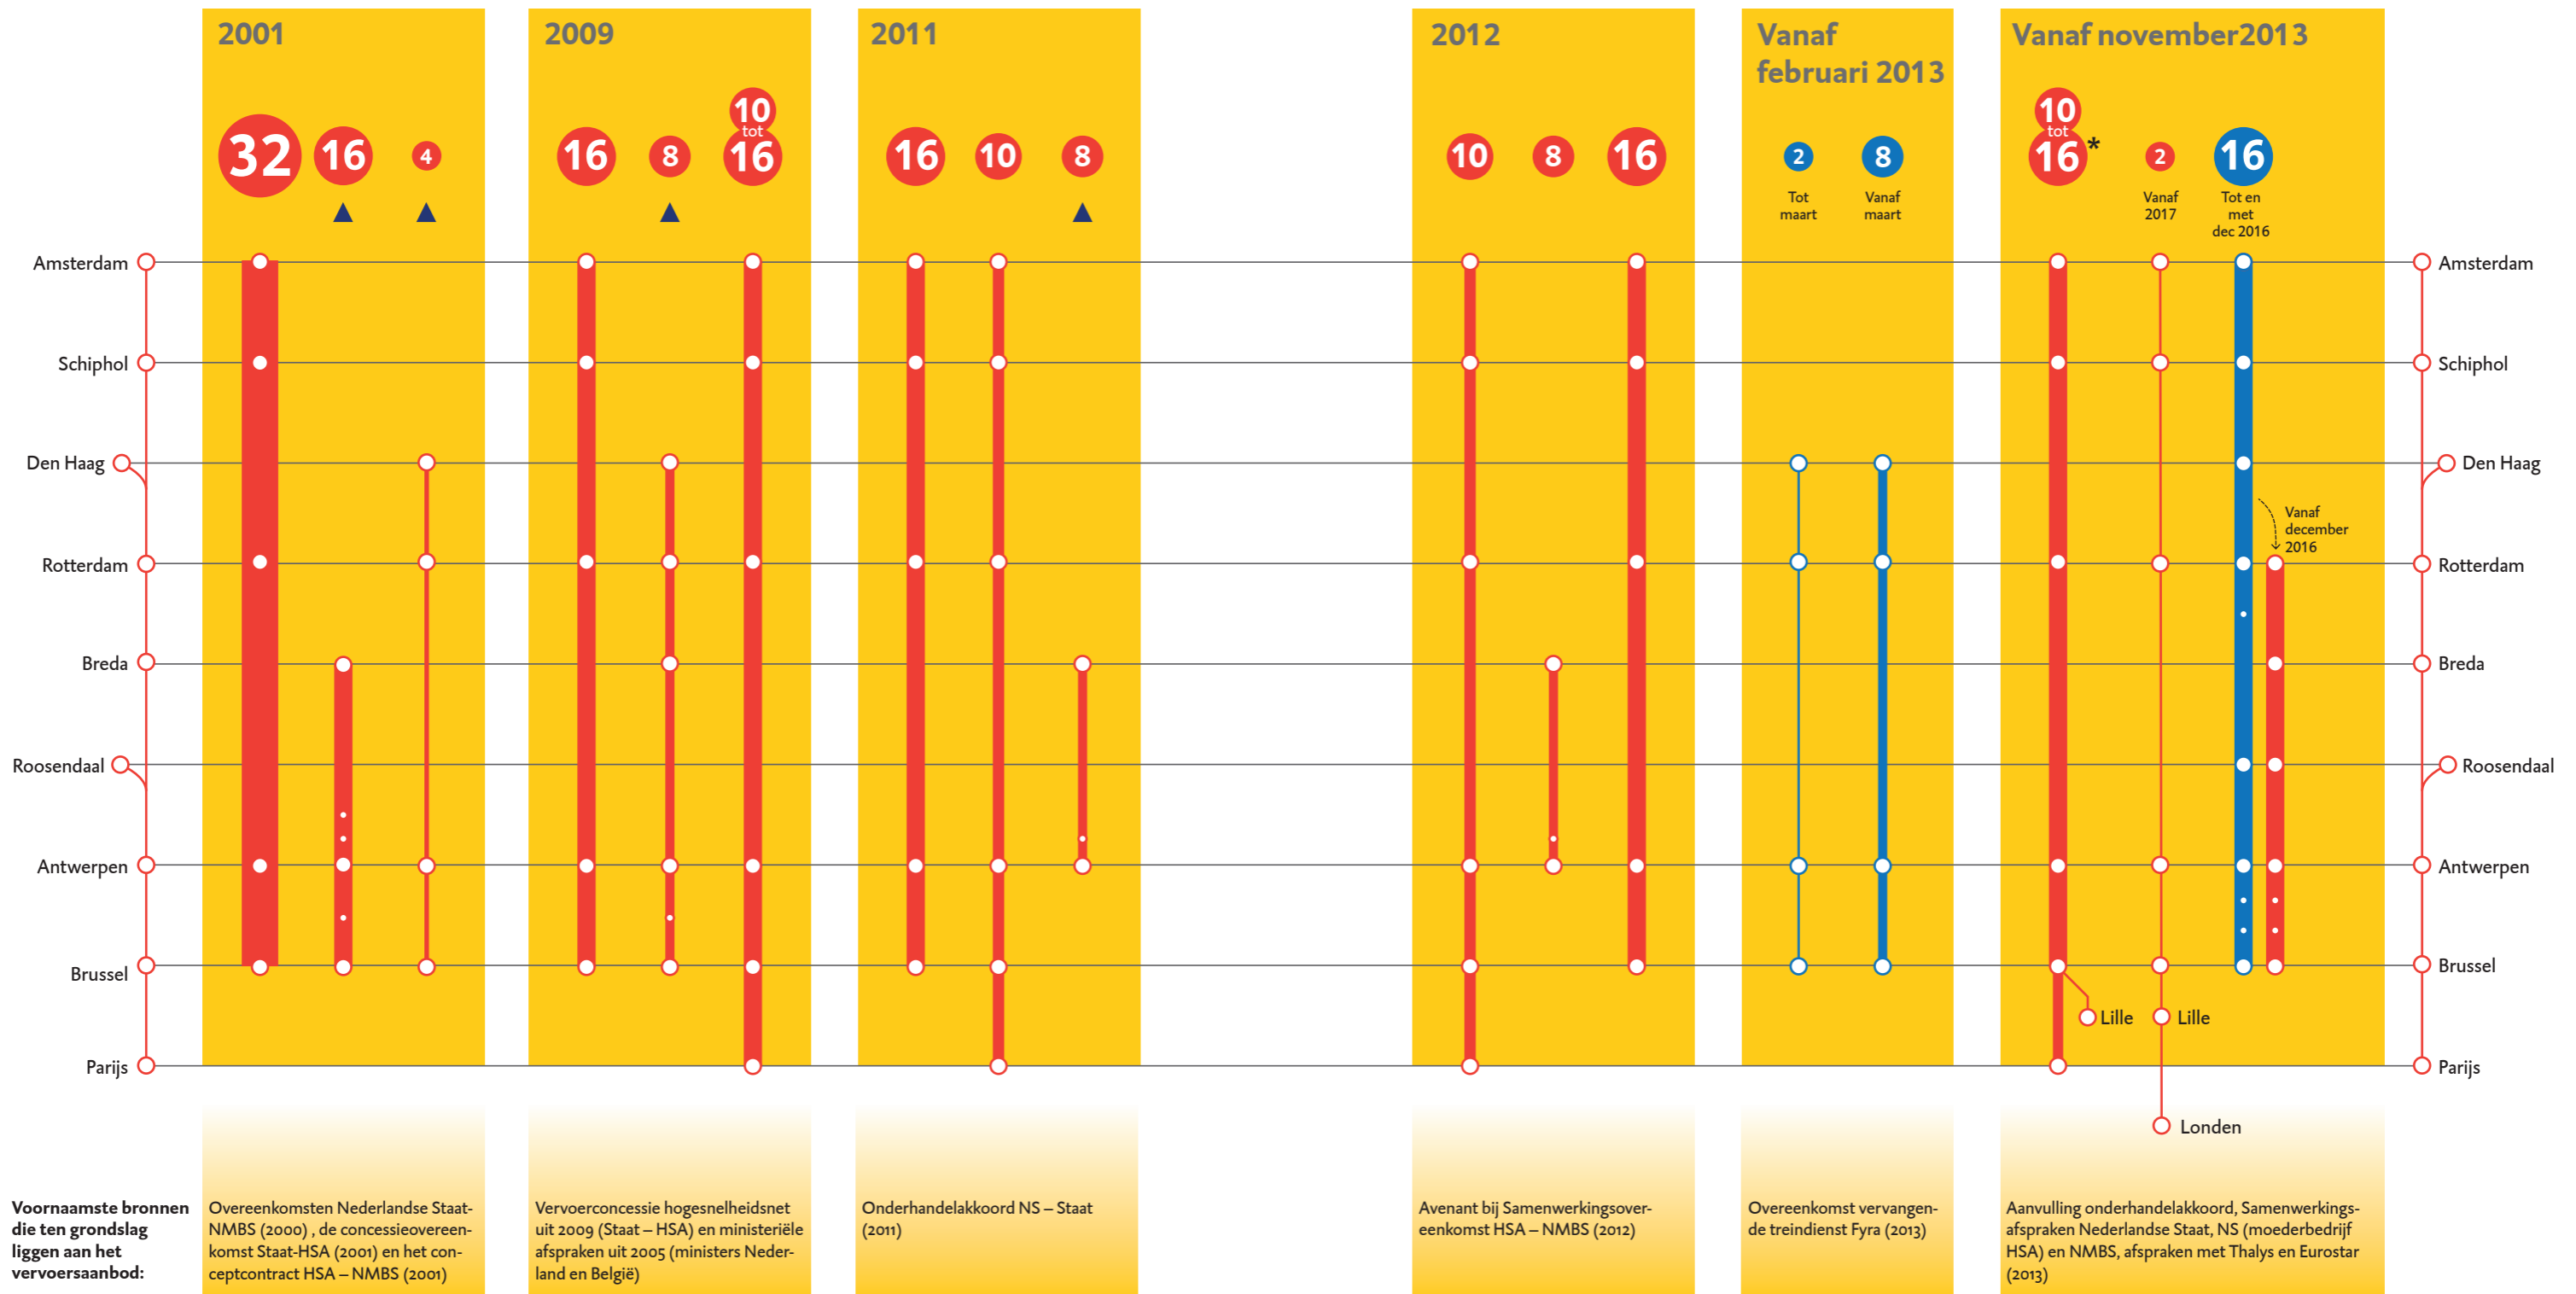 2001
2009
2011
2012
Vanaf
februari 2013
Vanaf november2013
32
16
4
16
8
10
tot
16
16
10
8
10
8
16
2
Tot
maart
8
Vanaf
maart
10
tot
16 *
2
Vanaf
2017
16
Tot en
met
dec 2016
Amsterdam
Schiphol
Den Haag
Rotterdam
Breda
Roosendaal
Antwerpen
Brussel
Parijs
Vanaf
december
2016
Lille
Lille
Londen
Amsterdam
Schiphol
Den Haag
Rotterdam
Breda
Roosendaal
Antwerpen
Brussel
Parijs
Voornaamste bronnen
die ten grondslag
liggen aan het
vervoersaanbod:
Overeenkomsten Nederlandse Staat-
NMBS (2000) , de concessieovereen-
komst Staat-HSA (2001) en het con-
ceptcontract HSA – NMBS (2001)
Vervoerconcessie hogesnelheidsnet
uit 2009 (Staat – HSA) en ministeriële
afspraken uit 2005 (ministers Neder-
land en België)
Onderhandelakkoord NS – Staat
(2011)
Avenant bij Samenwerkingsover-
eenkomst HSA – NMBS (2012)
Overeenkomst vervangen-
de treindienst Fyra (2013)
Aanvulling onderhandelakkoord, Samenwerkings-
afspraken Nederlandse Staat, NS (moederbedrijf
HSA) en NMBS, afspraken met Thalys en Eurostar
(2013)